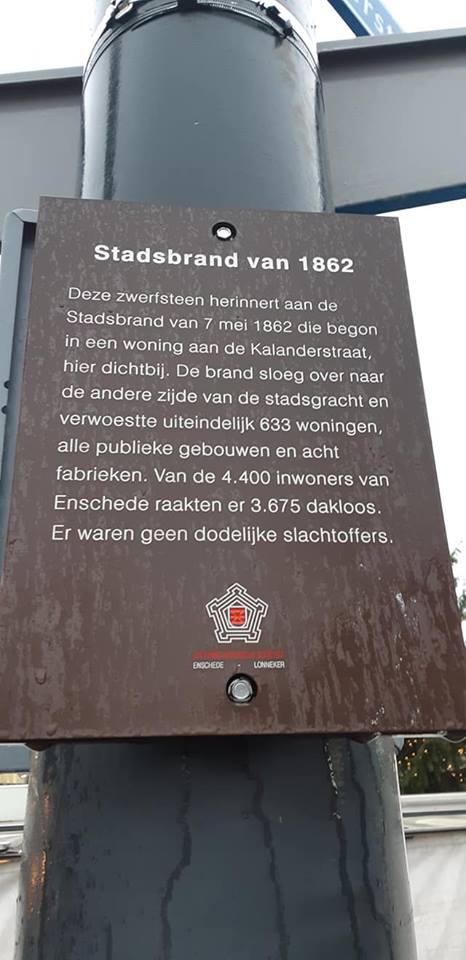 Stadsbrand van 1862
Deze zwerfsteen herinnert aan de
Stadsbrand van 7 mei 1862 die begon
in een woning aan de Kalanderstraat,
hier dichtbij. De brand sloeg over naar
de andere zijde van de stadsgracht en
verwoestte uiteindelijk 633 woningen,
alle publieke gebouwen en acht
fabrieken. Van de 4.400 inwoners van
Enschede raakten er 3.675 dakloos.
Er waren geen dodelijke slachtoffers.
ENSCHEDE - LONNEKER